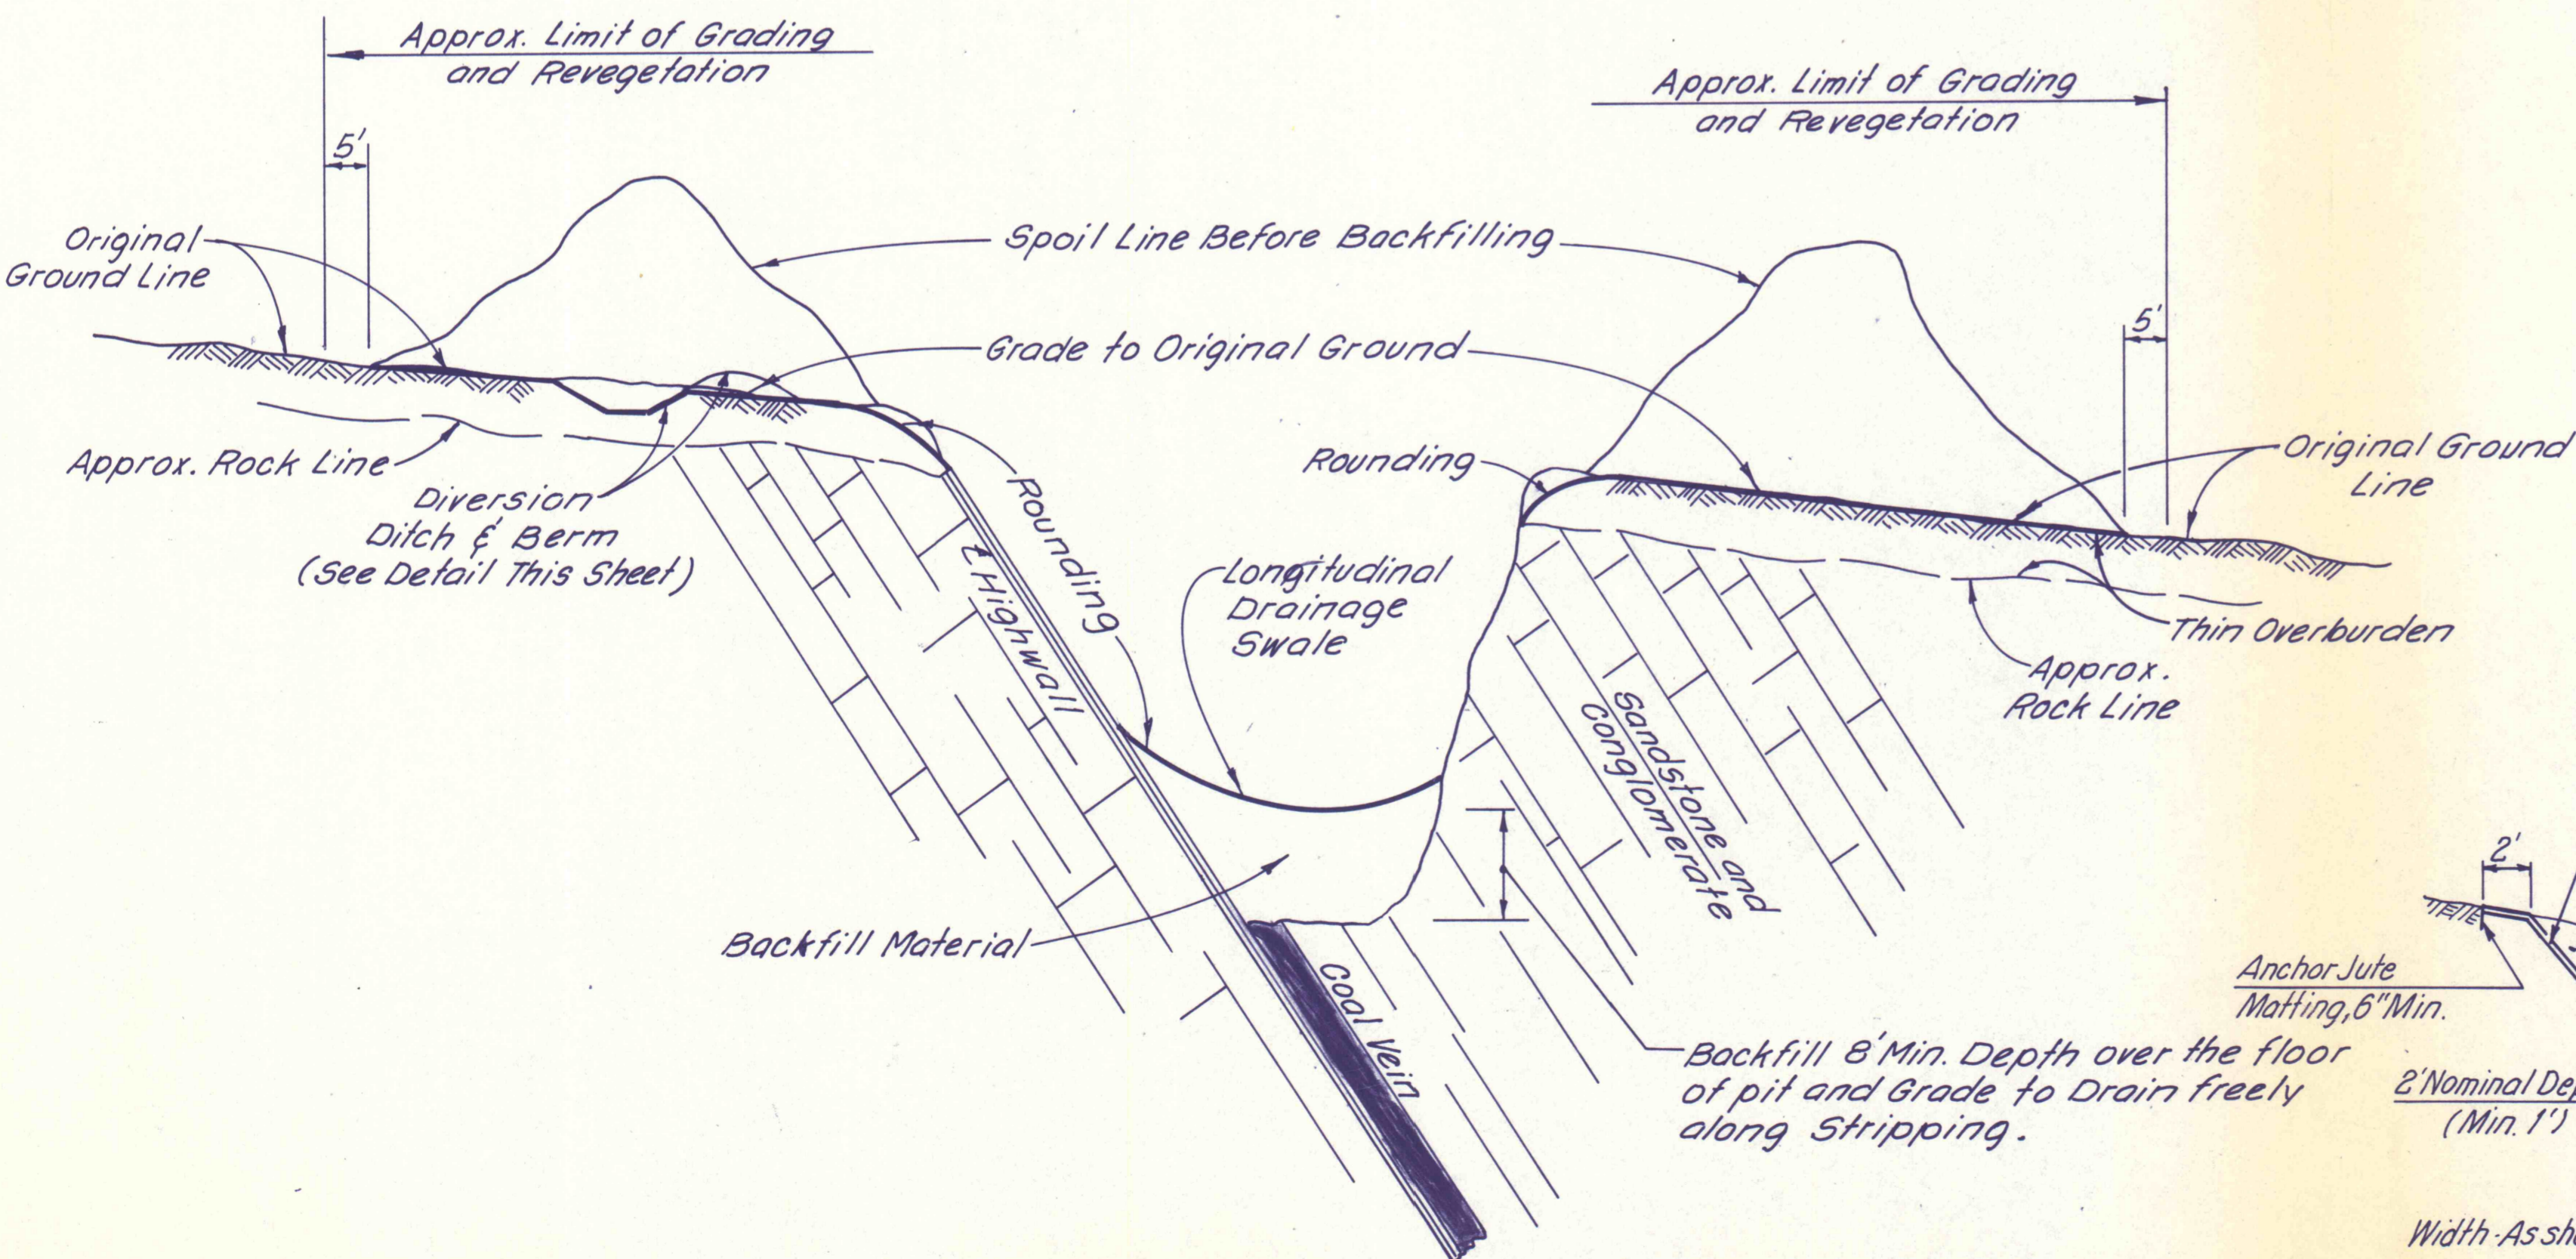 Approx. Limit of Grading
and Revegetation
Approx. Limit of Grading
and Revegetation
5'
5'
Original
Ground Line
Spoil Line Before Backfilling
Grade to Original Ground
Approx. Rock Line
Diversion
Ditch & Berm
(See Detail This Sheet)
Rounding
Rounding
Original Ground
Line
Highwall
Longitudinal
Drainage
Swale
Thin Overburden
Approx.
Rock Line
Sandstone and
Conglomerate
Backfill Material
Coal Vein
Backfill 8' Min. Depth over the floor
of pit and Grade to Drain freely
along Stripping.
2'
Anchor Jute
Matting, 6" Min.
2' Nominal
(Min. 1')
Width - As